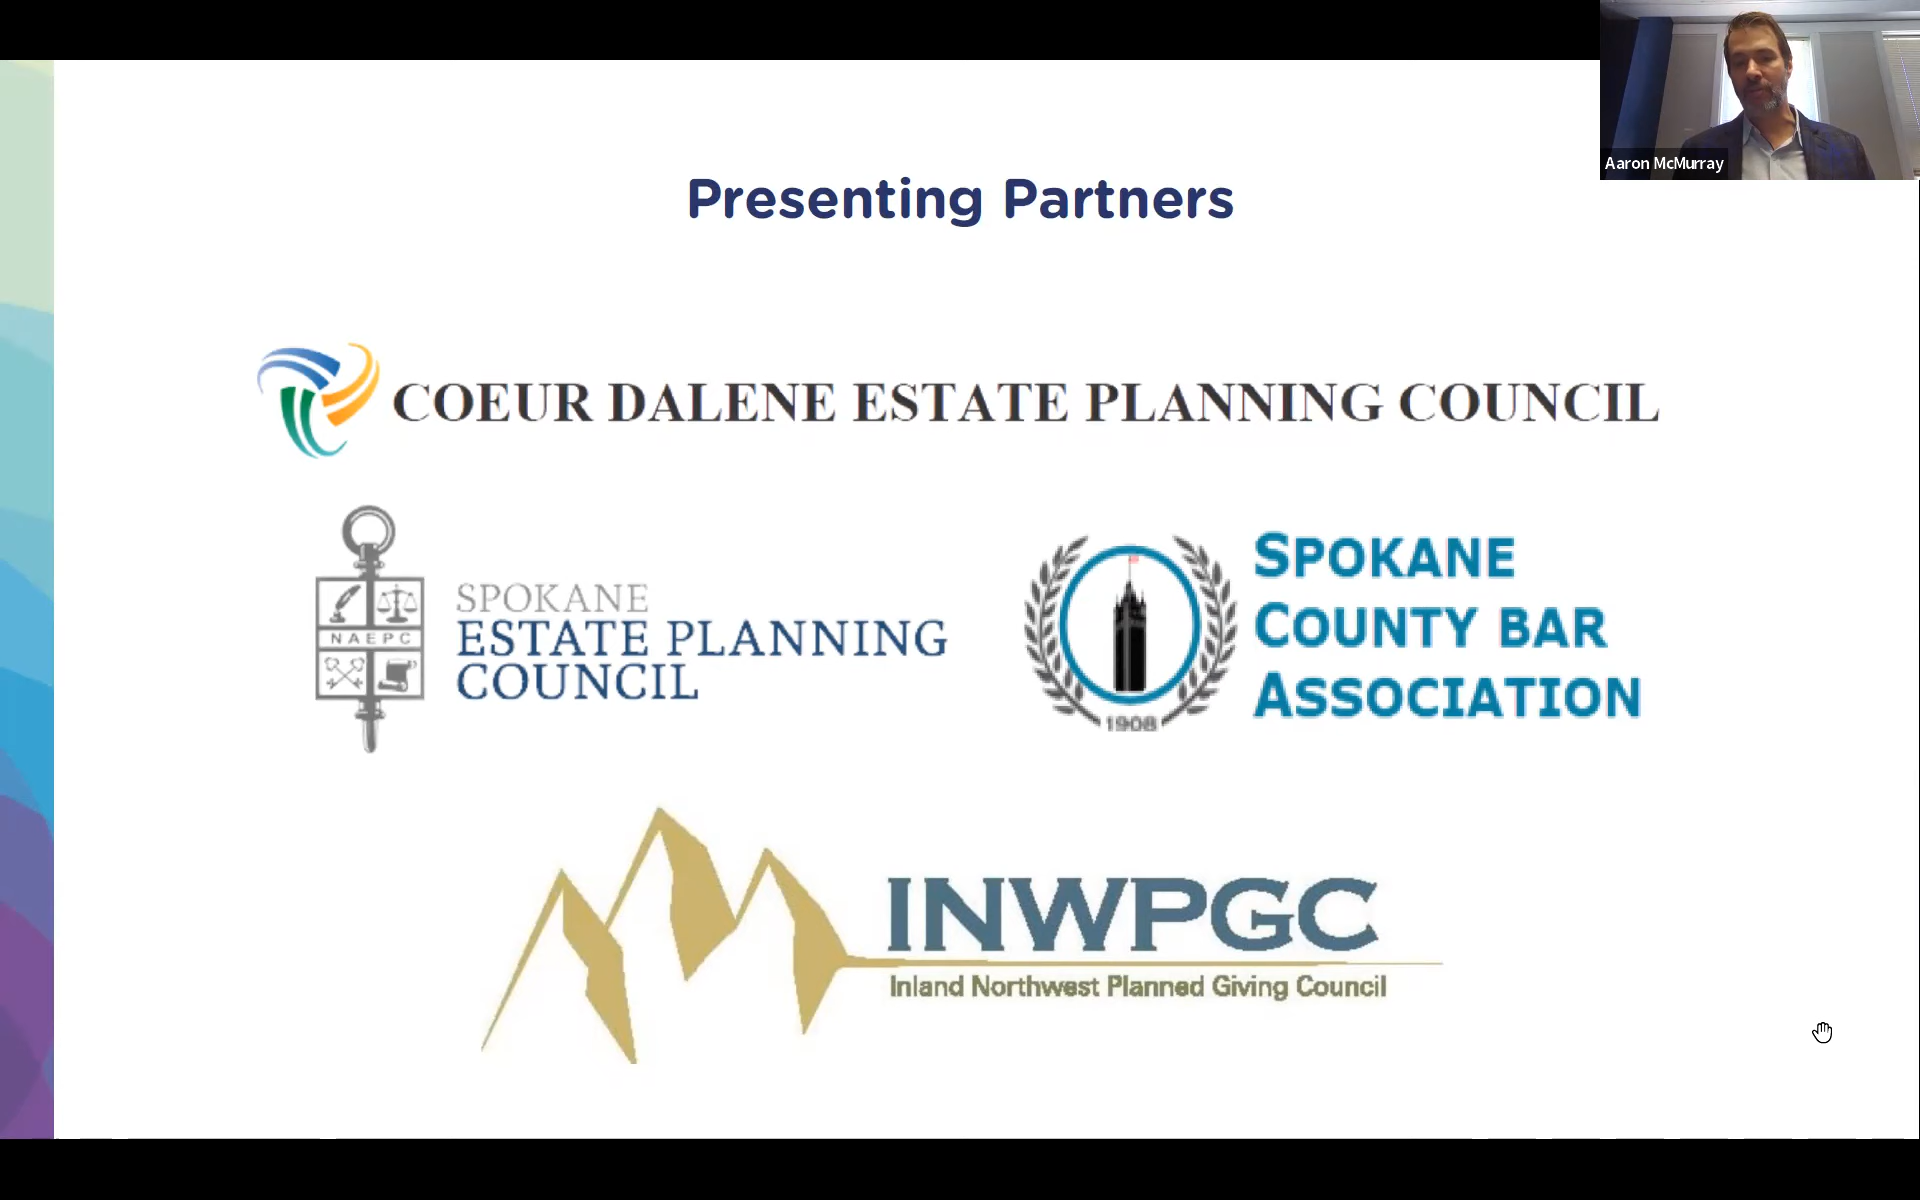 Aaron McMurray
Presenting Partners
COEUR DALENE ESTATE PLANNING COUNCIL
NAEPC
SPOKANE
ESTATE PLANNING
COUNCIL
1908
SPOKANE
COUNTY BAR
ASSOCIATION
INWPGC
Inland Northwest Planned Giving Council